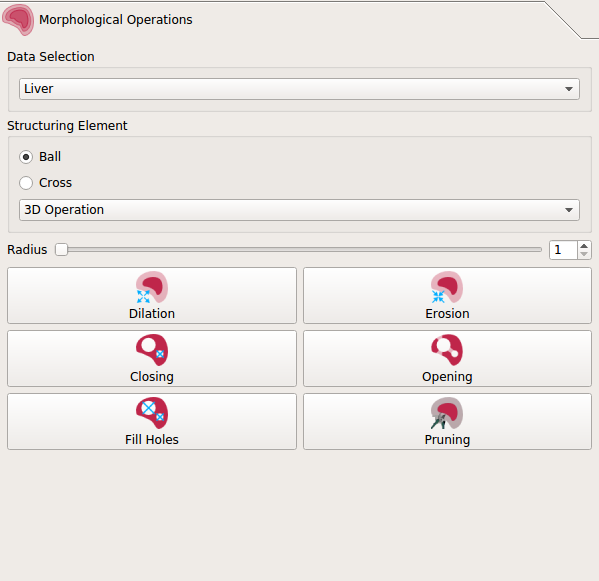 Morphological Operations
Data Selection
Liver
Structuring Element
Ball
Cross
3D Operation
Radius 1
Dilation Erosion
Closing Opening
Fill Holes Pruning